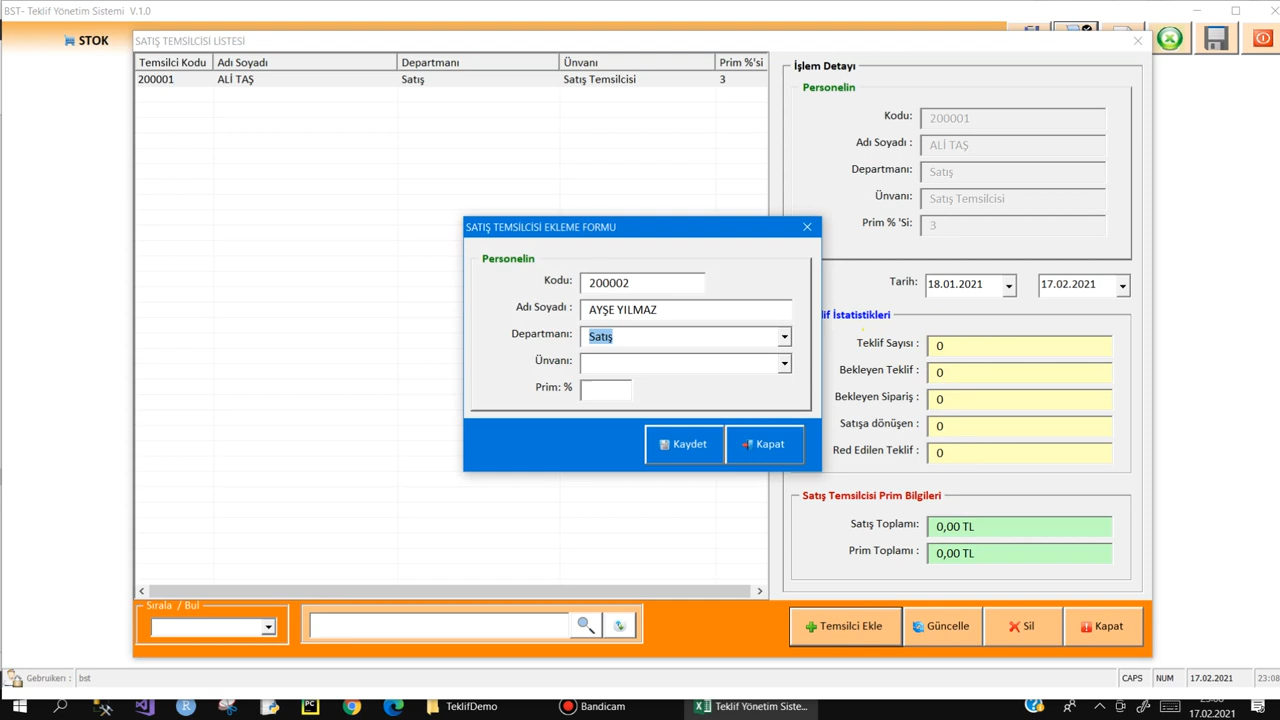 BST- Teklif Yönetim Sistemi V.1.0
STOK
SATIŞ TEMSİLCİSİ LİSTESİ
Temsilci Kodu Adı Soyadı Departmanı Ünvanı Prim %'si
200001 ALİ TAŞ Satış Satış Temsilcisi 3
İşlem Detayı
Personelin
Kodu: 200001
Adı Soyadı : ALİ TAŞ
Departmanı: Satış
Ünvanı: Satış Temsilcisi
Prim % 'Si: 3
Tarih: 18.01.2021 17.02.2021
lif İstatistikleri
Teklif Sayısı : 0
Bekleyen Teklif : 0
Bekleyen Sipariş : 0
Satışa dönüşen : 0
Red Edilen Teklif : 0
Satış Temsilcisi Prim Bilgileri
Satış Toplamı: 0,00 TL
Prim Toplamı : 0,00 TL
SATIŞ TEMSİLCİSİ EKLEME FORMU
Personelin
Kodu: 200002
Adı Soyadı : AYŞE YILMAZ
Departmanı: Satış
Ünvanı:
Prim: %
Kaydet Kapat
Sırala / Bul
Temsilci Ekle Güncelle Sil Kapat
Gebruikerı : bst CAPS NUM 17.02.2021 23:08
TeklifDemo Bandicam Teklif Yönetim Siste...
17.02.2021